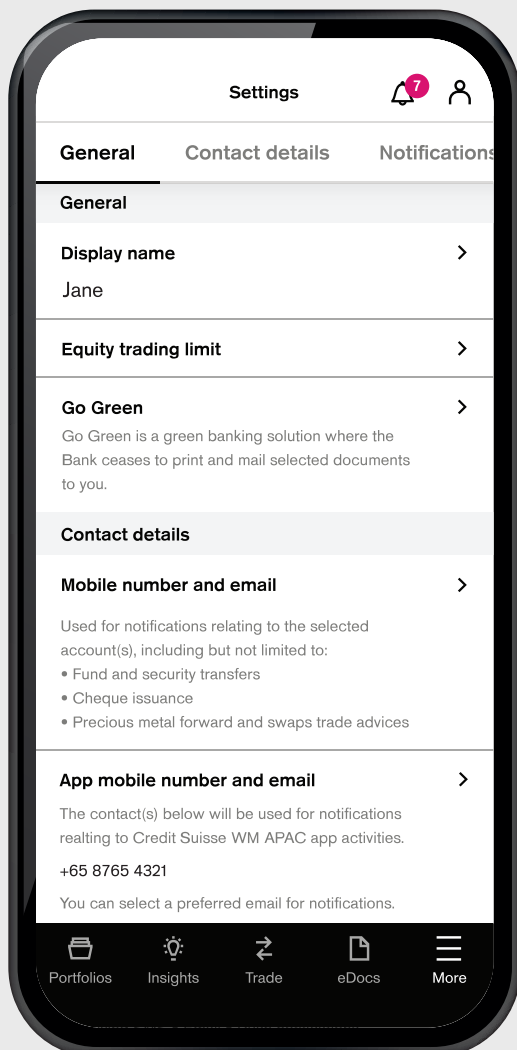 Settings
7
General
Contact details
Notifications
General
Display name
Jane
Equity trading limit
Go Green
Go Green is a green banking solution where the
Bank ceases to print and mail selected documents
to you.
Contact details
Mobile number and email
Used for notifications relating to the selected
account(s), including but not limited to:
• Fund and security transfers
• Cheque issuance
• Precious metal forward and swaps trade advices
App mobile number and email
The contact(s) below will be used for notifications
realting to Credit Suisse WM APAC app activities.
+65 8765 4321
You can select a preferred email for notifications.
Portfolios
Insights
Trade
eDocs
More